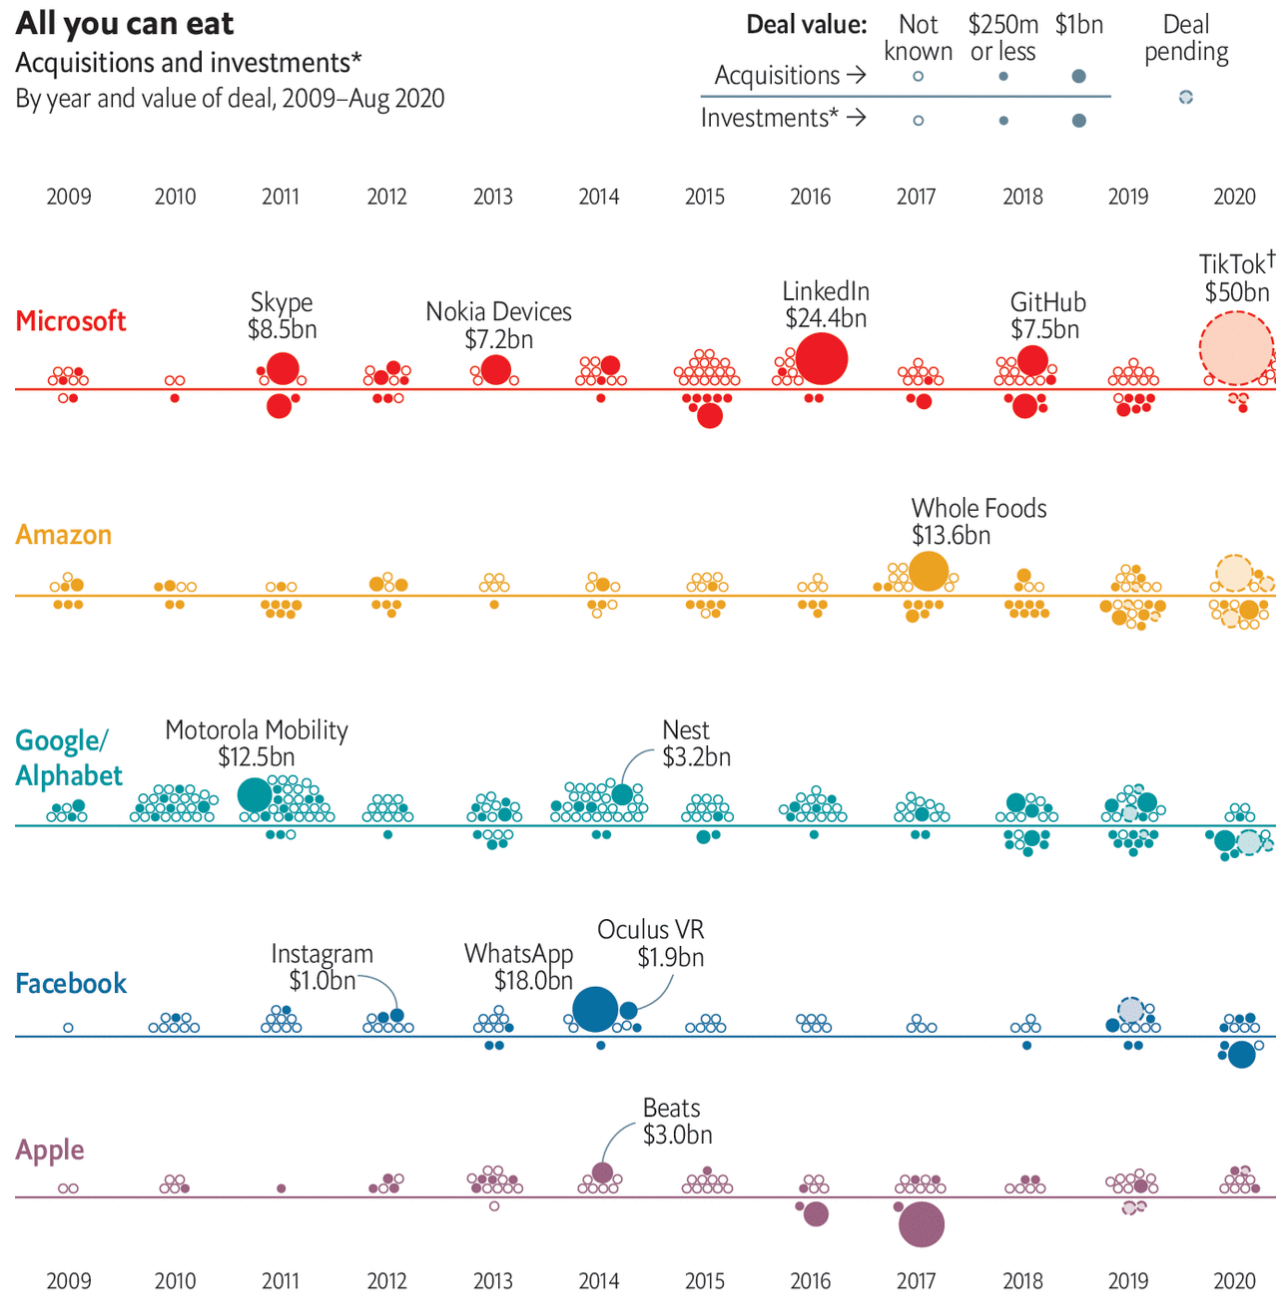 All you can eat
Acquisitions and investments*
By year and value of deal, 2009–Aug 2020
Deal value:
Not
known
$250m
or less
$1bn
Deal
pending
Acquisitions →
Investments* →
2009 2010 2011 2012 2013 2014 2015 2016 2017 2018 2019 2020
Microsoft
Skype
$8.5bn
Nokia Devices
$7.2bn
LinkedIn
$24.4bn
GitHub
$7.5bn
TikTok†
$50bn
Amazon
Whole Foods
$13.6bn
Google/
Alphabet
Motorola Mobility
$12.5bn
Nest
$3.2bn
Facebook
Instagram
$1.0bn
WhatsApp
$18.0bn
Oculus VR
$1.9bn
Apple
Beats
$3.0bn
2009 2010 2011 2012 2013 2014 2015 2016 2017 2018 2019 2020